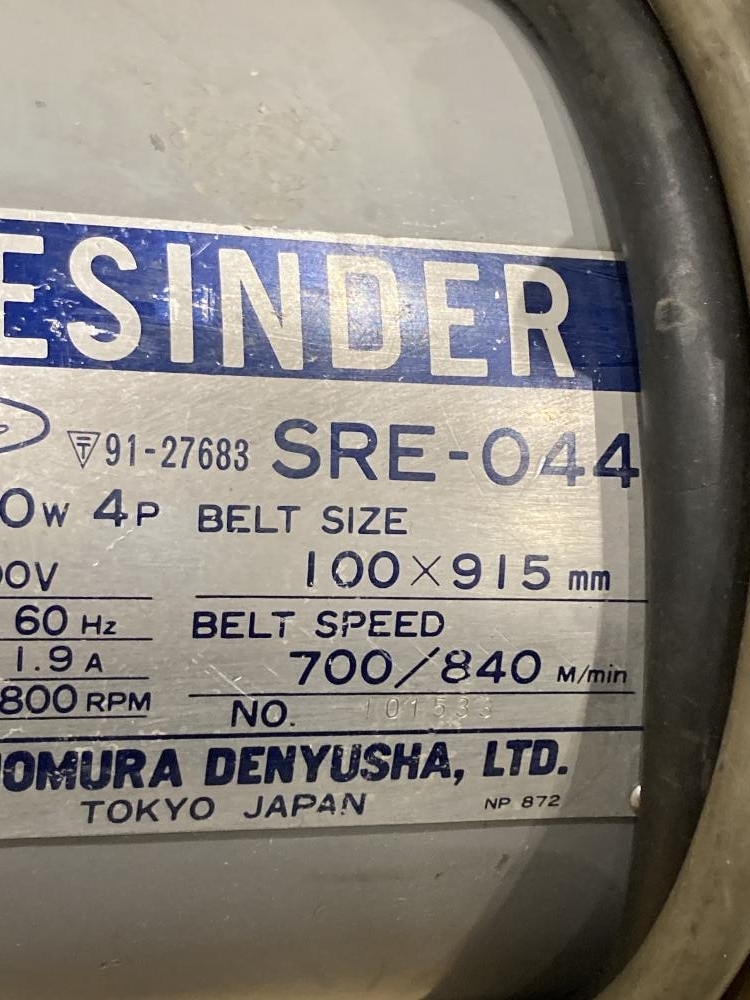 ESINDER
91-27683 SRE-044
0W 4P BELT SIZE
00V 100×915 mm
60 Hz BELT SPEED
1.9 A 700/840 M/min
800 RPM NO. 101533
OMURA DENYUSHA, LTD.
TOKYO JAPAN NP 872